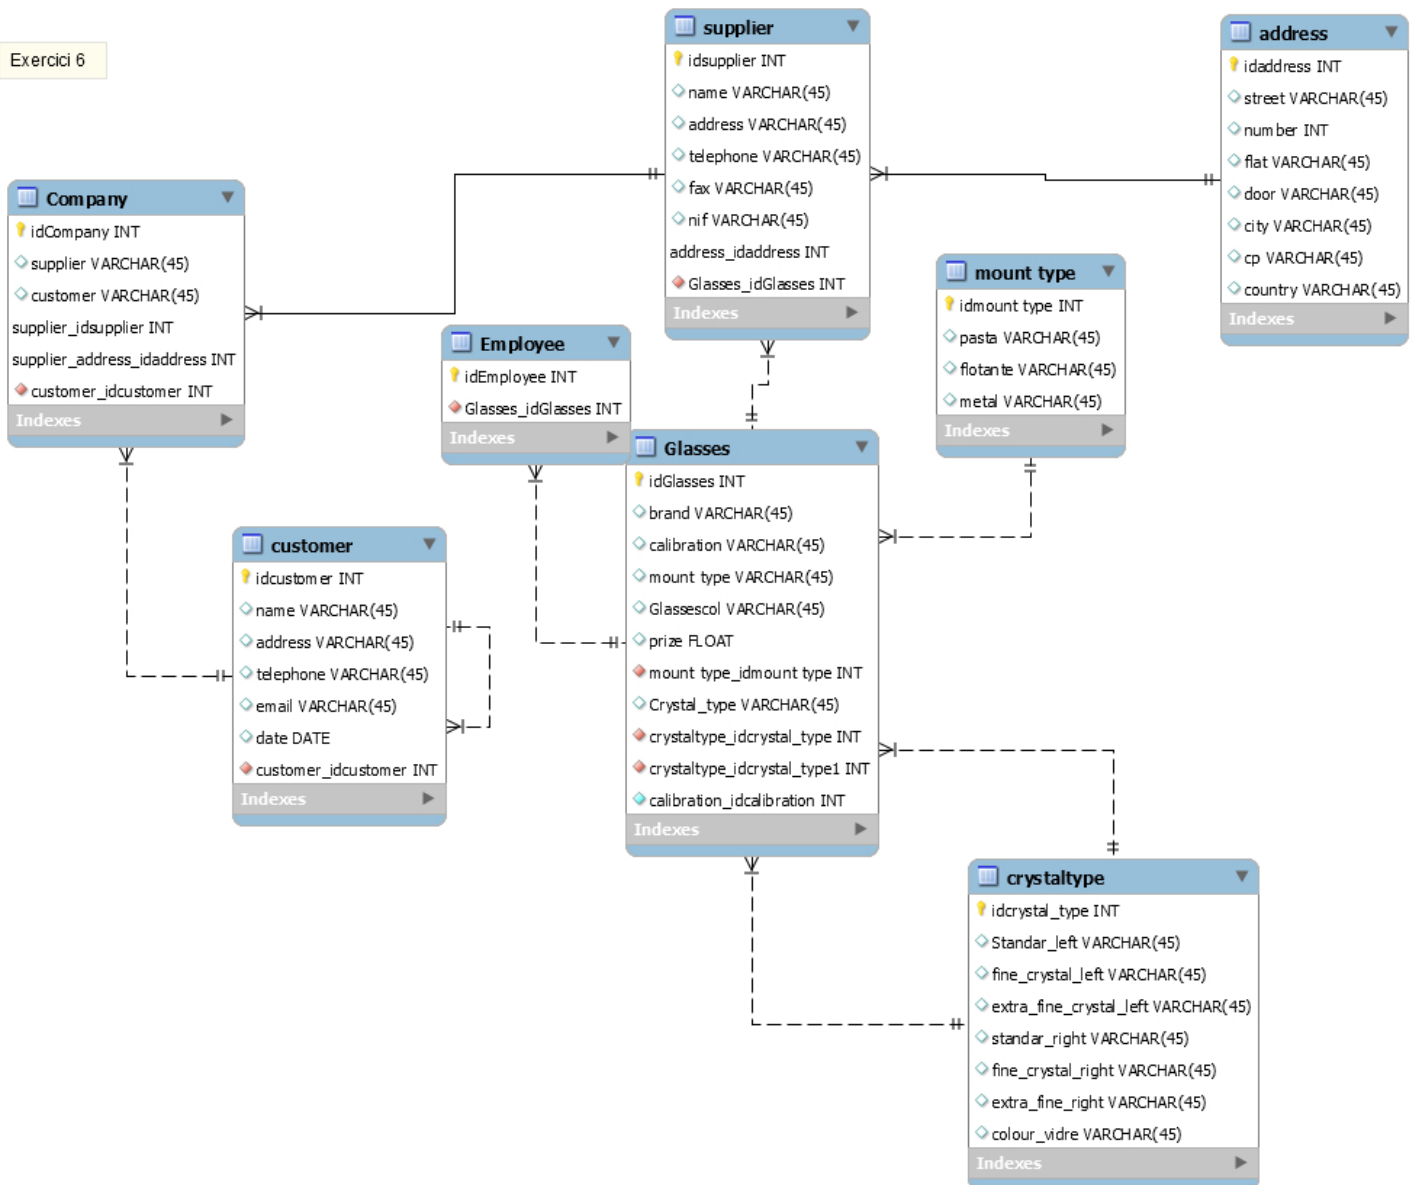 Exercici 6
supplier
idsupplier INT
name VARCHAR(45)
address VARCHAR(45)
telephone VARCHAR(45)
fax VARCHAR(45)
nif VARCHAR(45)
address_idaddress INT
Glasses_idGlasses INT
Indexes
address
idaddress INT
street VARCHAR(45)
number INT
flat VARCHAR(45)
door VARCHAR(45)
city VARCHAR(45)
cp VARCHAR(45)
country VARCHAR(45)
Indexes
Company
idCompany INT
supplier VARCHAR(45)
customer VARCHAR(45)
supplier_idsupplier INT
supplier_address_idaddress INT
customer_idcustomer INT
Indexes
mount type
idmount type INT
pasta VARCHAR(45)
flotante VARCHAR(45)
metal VARCHAR(45)
Indexes
Employee
idEmployee INT
Glasses_idGlasses INT
Indexes
Glasses
idGlasses INT
brand VARCHAR(45)
calibration VARCHAR(45)
mount type VARCHAR(45)
Glassescol VARCHAR(45)
prize FLOAT
mount type_idmount type INT
Crystal_type VARCHAR(45)
crystaltype_idcrystal_type INT
crystaltype_idcrystal_type1 INT
calibration_idcalibration INT
Indexes
customer
idcustomer INT
name VARCHAR(45)
address VARCHAR(45)
telephone VARCHAR(45)
email VARCHAR(45)
date DATE
customer_idcustomer INT
Indexes
crystaltype
idcrystal_type INT
Standar_left VARCHAR(45)
fine_crystal_left VARCHAR(45)
extra_fine_crystal_left VARCHAR(45)
standar_right VARCHAR(45)
fine_crystal_right VARCHAR(45)
extra_fine_right VARCHAR(45)
colour_vidre VARCHAR(45)
Indexes